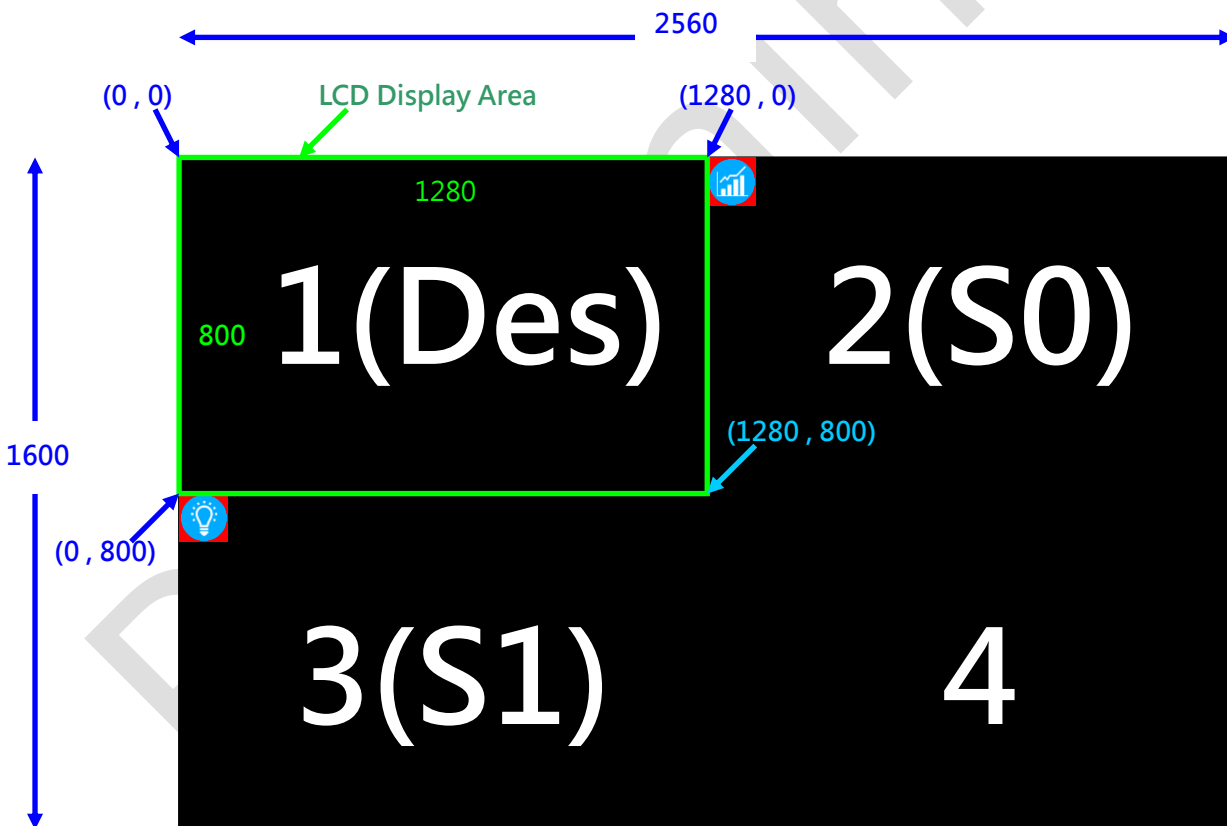 2560
(0 , 0)
LCD Display Area
(1280 , 0)
1280
1(Des)
2(S0)
800
(1280 , 800)
1600
(0 , 800)
3(S1)
4